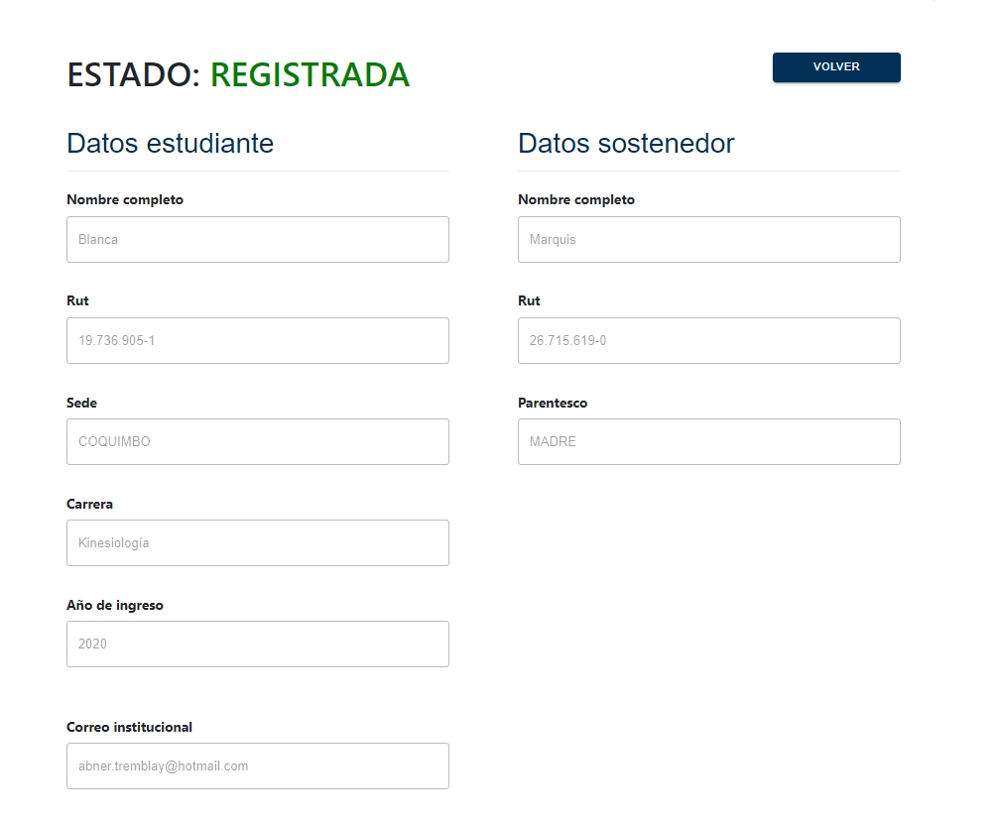 ESTADO: REGISTRADA
VOLVER
Datos estudiante
Nombre completo
Blanca
Rut
19.736.905-1
Sede
COQUIMBO
Carrera
Kinesiología
Año de ingreso
2020
Correo institucional
abner.tremblay@hotmail.com
Datos sostenedor
Nombre completo
Marquis
Rut
26.715.619-0
Parentesco
MADRE